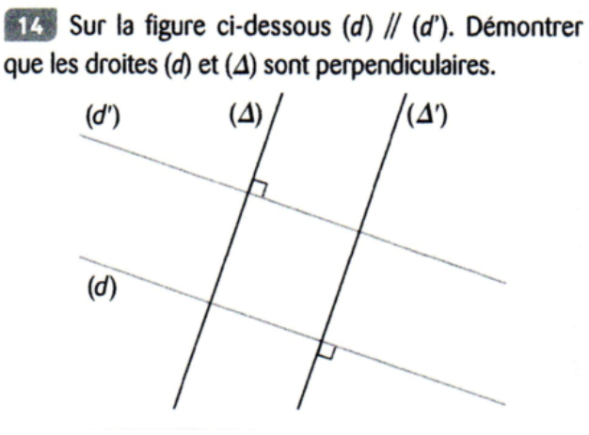 14 Sur la figure ci-dessous (d) // (d'). Démontrer
que les droites (d) et (Δ) sont perpendiculaires.
(d') (Δ) (Δ')
(d)